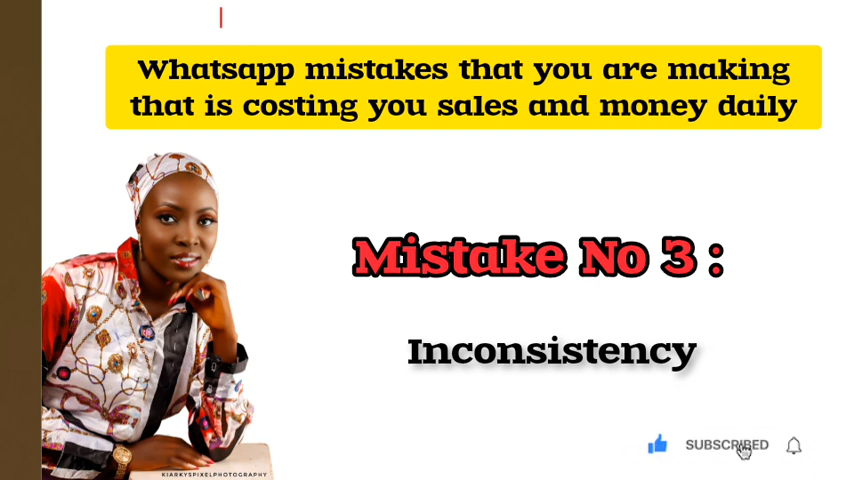 Whatsapp mistakes that you are making
that is costing you sales and money daily
Mistake No 3 :
Inconsistency
SUBSCRIBED
KIARKYSPIXELPHOTOGRAPHY